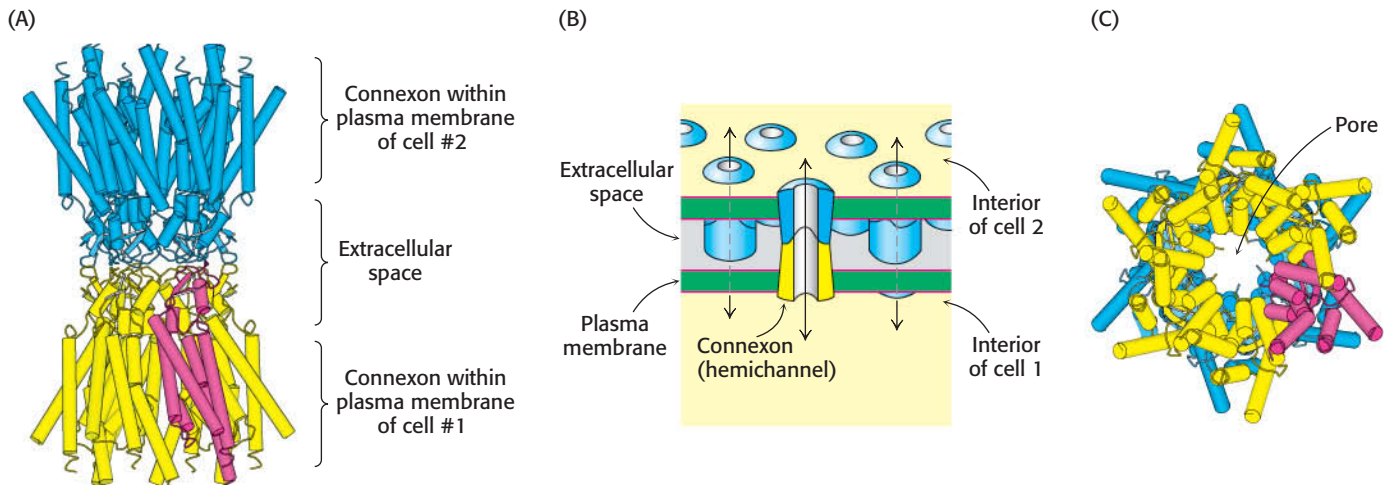 (A)
Connexon within
plasma membrane
of cell #2
Extracellular
space
Connexon within
plasma membrane
of cell #1
(B)
Extracellular
space
Plasma
membrane
Connexon
(hemichannel)
Interior
of cell 2
Interior
of cell 1
(C)
Pore